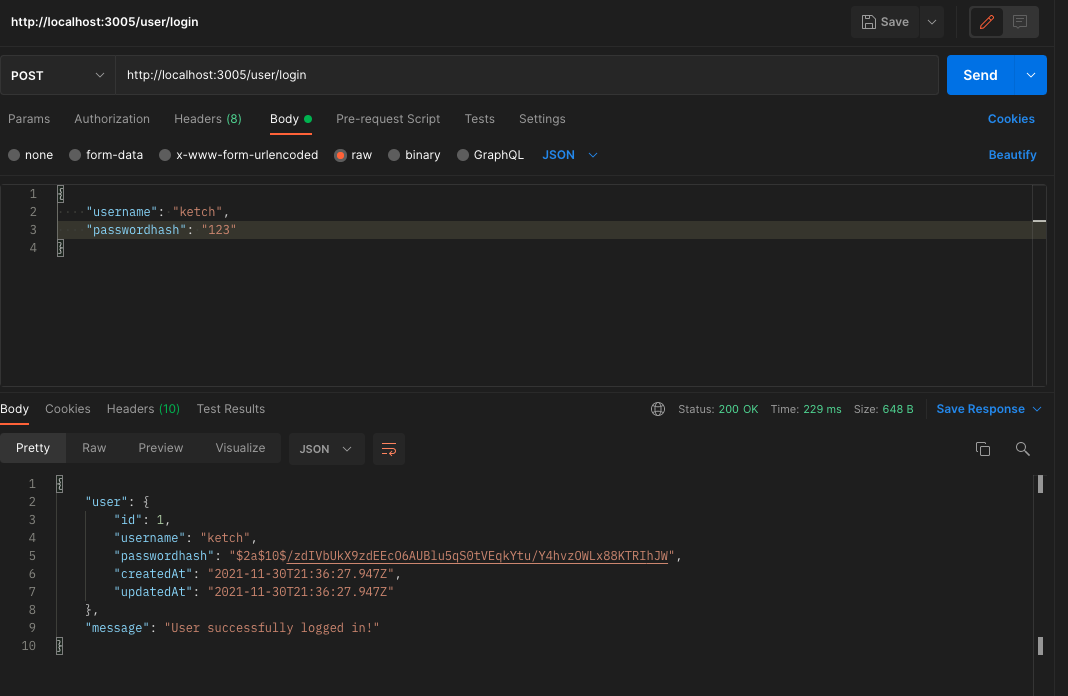 http://localhost:3005/user/login
Save
POST
http://localhost:3005/user/login
Send
Params Authorization Headers (8) Body Pre-request Script Tests Settings Cookies
none form-data x-www-form-urlencoded raw binary GraphQL JSON Beautify
1 {
2 ····"username":·"ketch",
3 ····"passwordhash": "123"
4 }
Body Cookies Headers (10) Test Results Status: 200 OK Time: 229 ms Size: 648 B Save Response
Pretty Raw Preview Visualize JSON
1 {
2 "user": {
3 "id": 1,
4 "username": "ketch",
5 "passwordhash": "$2a$10$/zdIVbUkX9zdEEcO6AUBlu5qS0tVEqkYtu/Y4hvzOWLx88KTRIhJW",
6 "createdAt": "2021-11-30T21:36:27.947Z",
7 "updatedAt": "2021-11-30T21:36:27.947Z"
8 },
9 "message": "User successfully logged in!"
10 }